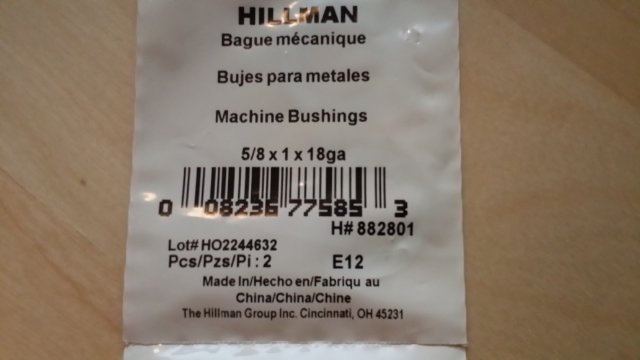 HILLMAN
Bague mécanique
Bujes para metales
Machine Bushings
5/8 x 1 x 18ga
0 08236 77585 3
H# 882801
Lot# HO2244632
Pcs/Pzs/Pi : 2 E12
Made In/Hecho en/Fabriqu au
China/China/Chine
The Hillman Group Inc. Cincinnati, OH 45231